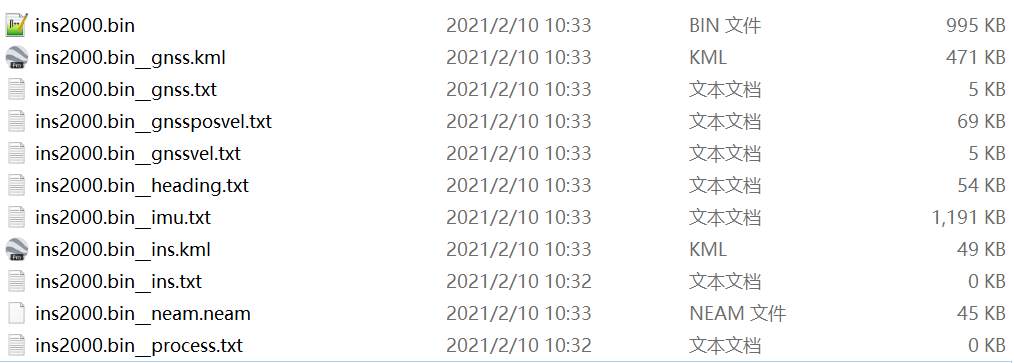 ins2000.bin 2021/2/10 10:33 BIN 文件 995 KB
ins2000.bin__gnss.kml 2021/2/10 10:33 KML 471 KB
ins2000.bin__gnss.txt 2021/2/10 10:33 文本文档 5 KB
ins2000.bin__gnssposvel.txt 2021/2/10 10:33 文本文档 69 KB
ins2000.bin__gnssvel.txt 2021/2/10 10:33 文本文档 5 KB
ins2000.bin__heading.txt 2021/2/10 10:33 文本文档 54 KB
ins2000.bin__imu.txt 2021/2/10 10:33 文本文档 1,191 KB
ins2000.bin__ins.kml 2021/2/10 10:33 KML 49 KB
ins2000.bin__ins.txt 2021/2/10 10:32 文本文档 0 KB
ins2000.bin__neam.neam 2021/2/10 10:33 NEAM 文件 45 KB
ins2000.bin__process.txt 2021/2/10 10:32 文本文档 0 KB